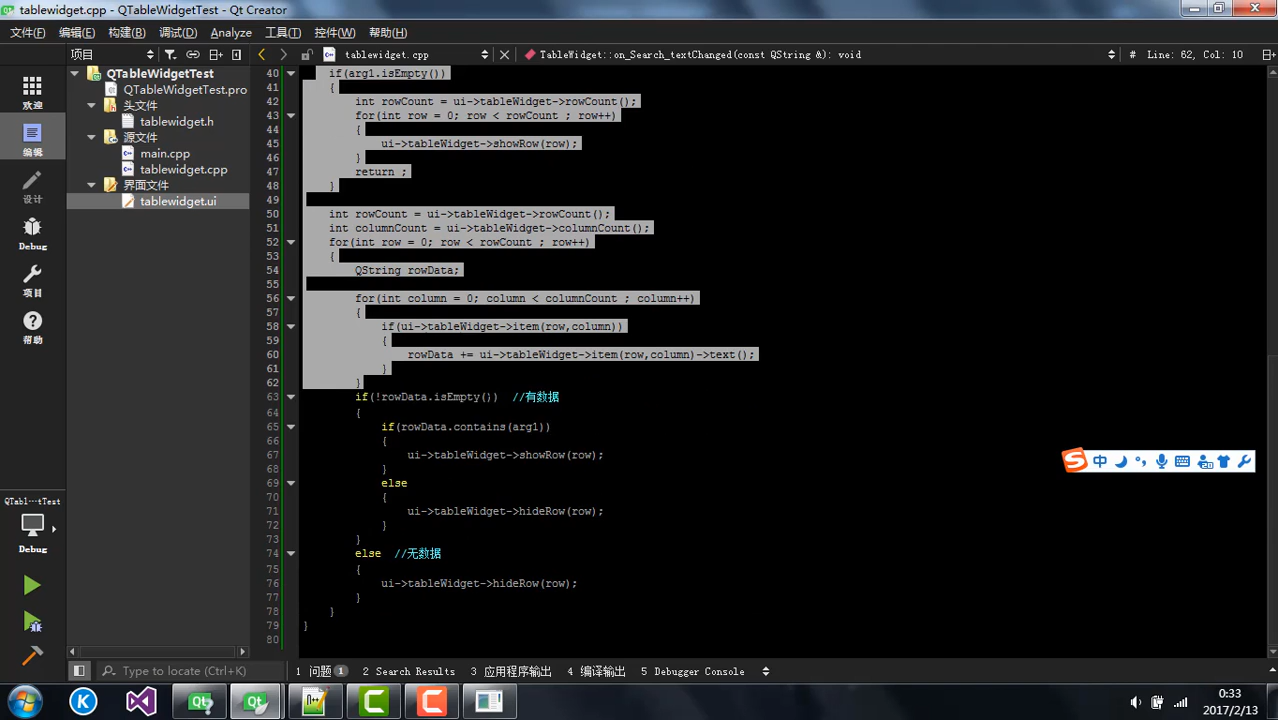 tablewidget.cpp - QTableWidgetTest - Qt Creator
文件(F) 编辑(E) 构建(B) 调试(D) Analyze 工具(T) 控件(W) 帮助(H)
项目 tablewidget.cpp TableWidget::on_Search_textChanged(const QString &): void # Line: 62, Col: 10
欢迎
编辑
设计
Debug
项目
帮助
QTabl···tTest
Debug
QTableWidgetTest
QTableWidgetTest.pro
头文件
tablewidget.h
源文件
main.cpp
tablewidget.cpp
界面文件
tablewidget.ui
40 if(arg1.isEmpty())
41 {
42 int rowCount = ui->tableWidget->rowCount();
43 for(int row = 0; row < rowCount ; row++)
44 {
45 ui->tableWidget->showRow(row);
46 }
47 return ;
48 }
49
50 int rowCount = ui->tableWidget->rowCount();
51 int columnCount = ui->tableWidget->columnCount();
52 for(int row = 0; row < rowCount ; row++)
53 {
54 QString rowData;
55
56 for(int column = 0; column < columnCount ; column++)
57 {
58 if(ui->tableWidget->item(row,column))
59 {
60 rowData += ui->tableWidget->item(row,column)->text();
61 }
62 }
63 if(!rowData.isEmpty()) //有数据
64 {
65 if(rowData.contains(arg1))
66 {
67 ui->tableWidget->showRow(row);
68 }
69 else
70 {
71 ui->tableWidget->hideRow(row);
72 }
73 }
74 else //无数据
75 {
76 ui->tableWidget->hideRow(row);
77 }
78 }
79 }
80
中
Type to locate (Ctrl+K) 1 问题 1 2 Search Results 3 应用程序输出 4 编译输出 5 Debugger Console
0:33
2017/2/13